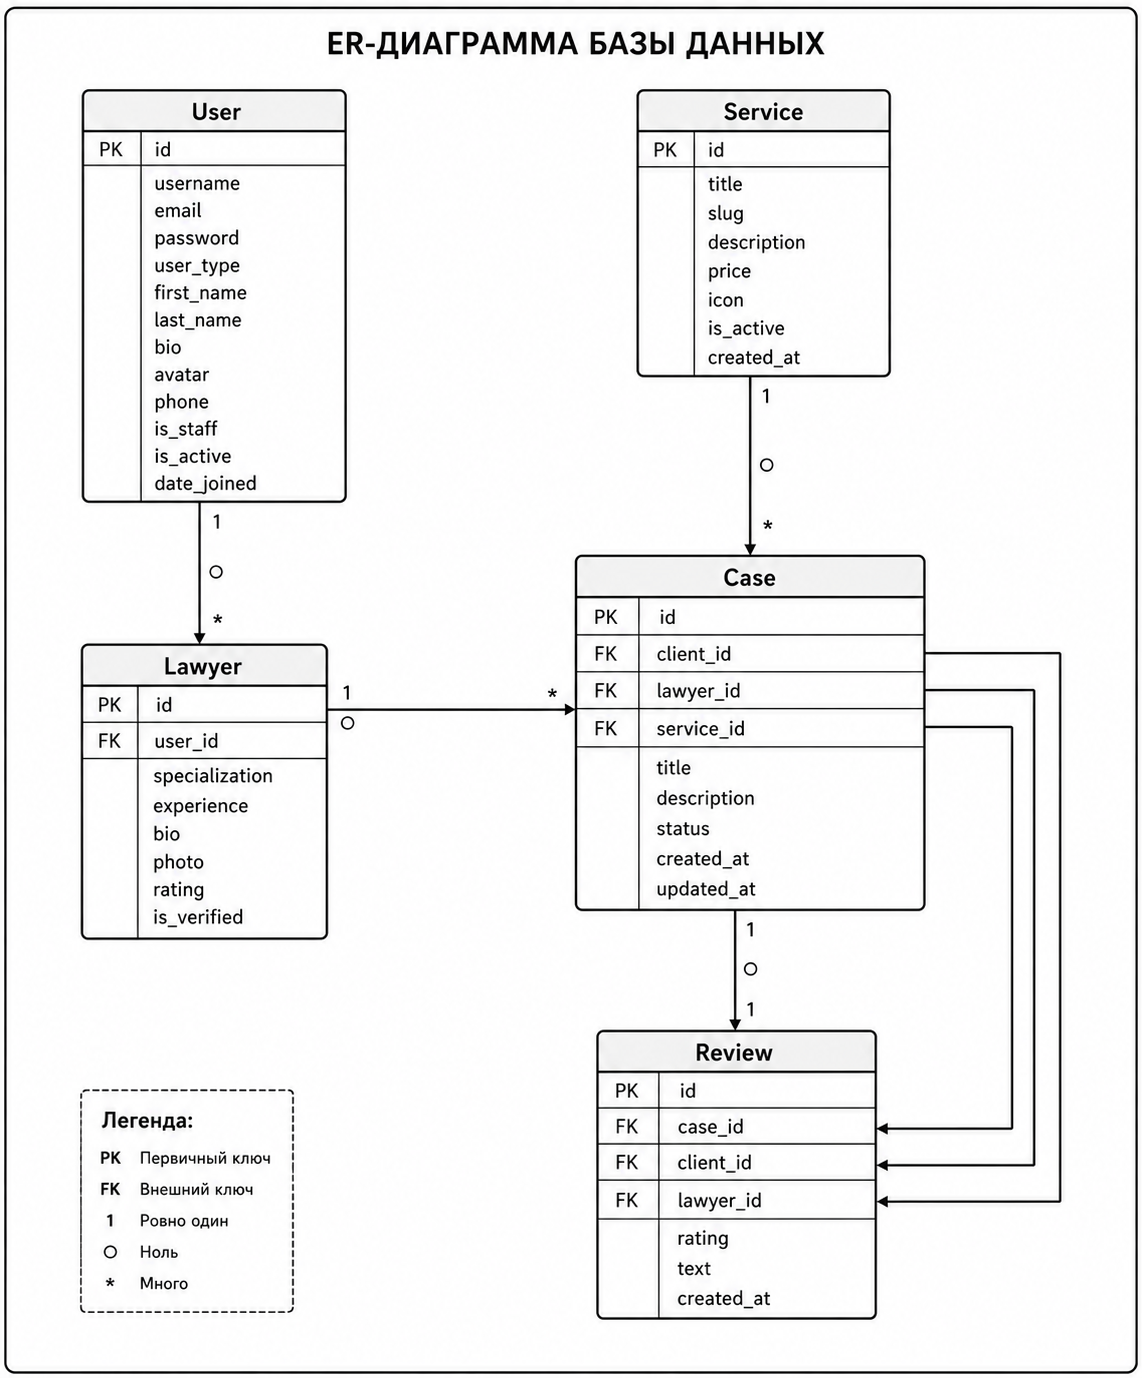 ER-ДИАГРАММА БАЗЫ ДАННЫХ
User
PK id
username
email
password
user_type
first_name
last_name
bio
avatar
phone
is_staff
is_active
date_joined
1
○
*
Service
PK id
title
slug
description
price
icon
is_active
created_at
1
○
*
Lawyer
PK id
FK user_id
specialization
experience
bio
photo
rating
is_verified
1 *
○
Case
PK id
FK client_id
FK lawyer_id
FK service_id
title
description
status
created_at
updated_at
1
○
1
Review
PK id
FK case_id
FK client_id
FK lawyer_id
rating
text
created_at
Легенда:
PK Первичный ключ
FK Внешний ключ
1 Ровно один
○ Ноль
* Много